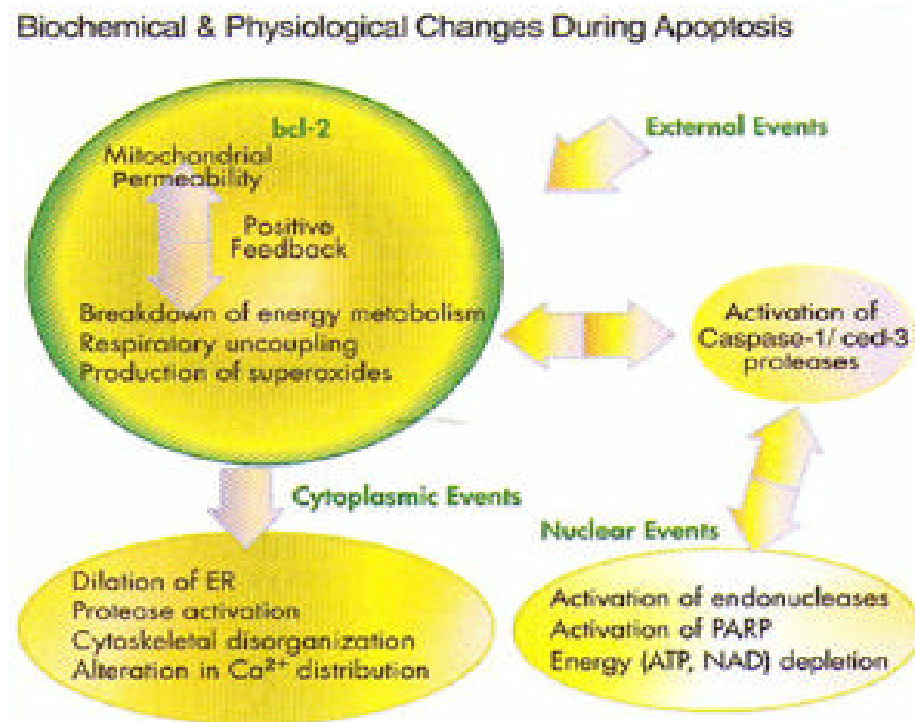 Biochemical & Physiological Changes During Apoptosis
bcl-2
Mitochondrial
Permeability
Positive
Feedback
Breakdown of energy metabolism
Respiratory uncoupling
Production of superoxides
External Events
Activation of
Caspase-1/ ced-3
proteases
Cytoplasmic Events
Dilation of ER
Protease activation
Cytoskeletal disorganization
Alteration in Ca²⁺ distribution
Nuclear Events
Activation of endonucleases
Activation of PARP
Energy (ATP, NAD) depletion